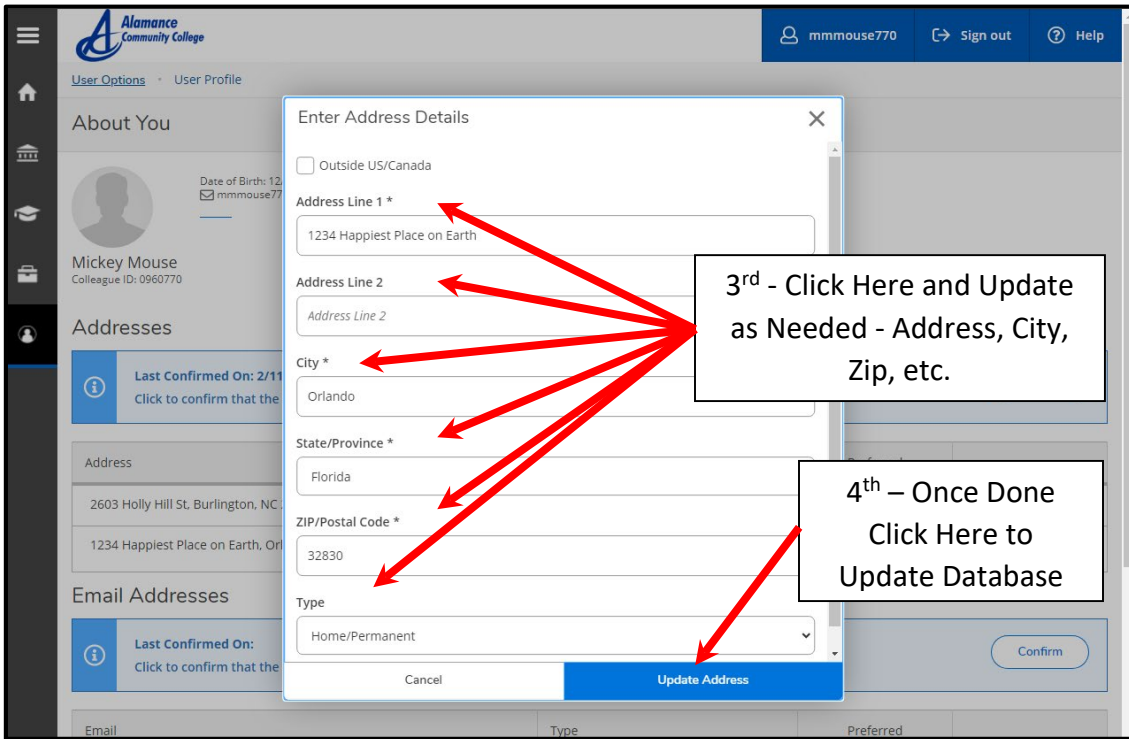 Alamance
Community College
mmmouse770
Sign out
Help
User Options · User Profile
About You
Date of Birth: 12/
mmmouse77
Mickey Mouse
Colleague ID: 0960770
Addresses
Last Confirmed On: 2/11
Click to confirm that the
Address
2603 Holly Hill St, Burlington, NC
1234 Happiest Place on Earth, Orl
Email Addresses
Last Confirmed On:
Click to confirm that the
Confirm
Email
Type
Preferred
Enter Address Details
Outside US/Canada
Address Line 1 *
1234 Happiest Place on Earth
Address Line 2
Address Line 2
City *
Orlando
State/Province *
Florida
ZIP/Postal Code *
32830
Type
Home/Permanent
Cancel
Update Address
3rd - Click Here and Update
as Needed - Address, City,
Zip, etc.
4th – Once Done
Click Here to
Update Database